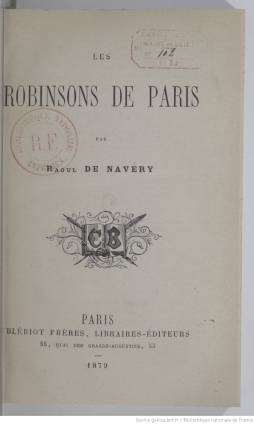 LES
ROBINSONS DE PARIS
PAR
RAOUL DE NAVERY
R.F.
PARIS
BLÉRIOT FRÈRES, LIBRAIRES-ÉDITEURS
55, QUAI DES GRANDS-AUGUSTINS, 55
1879
Source gallica.bnf.fr / Bibliothèque nationale de France